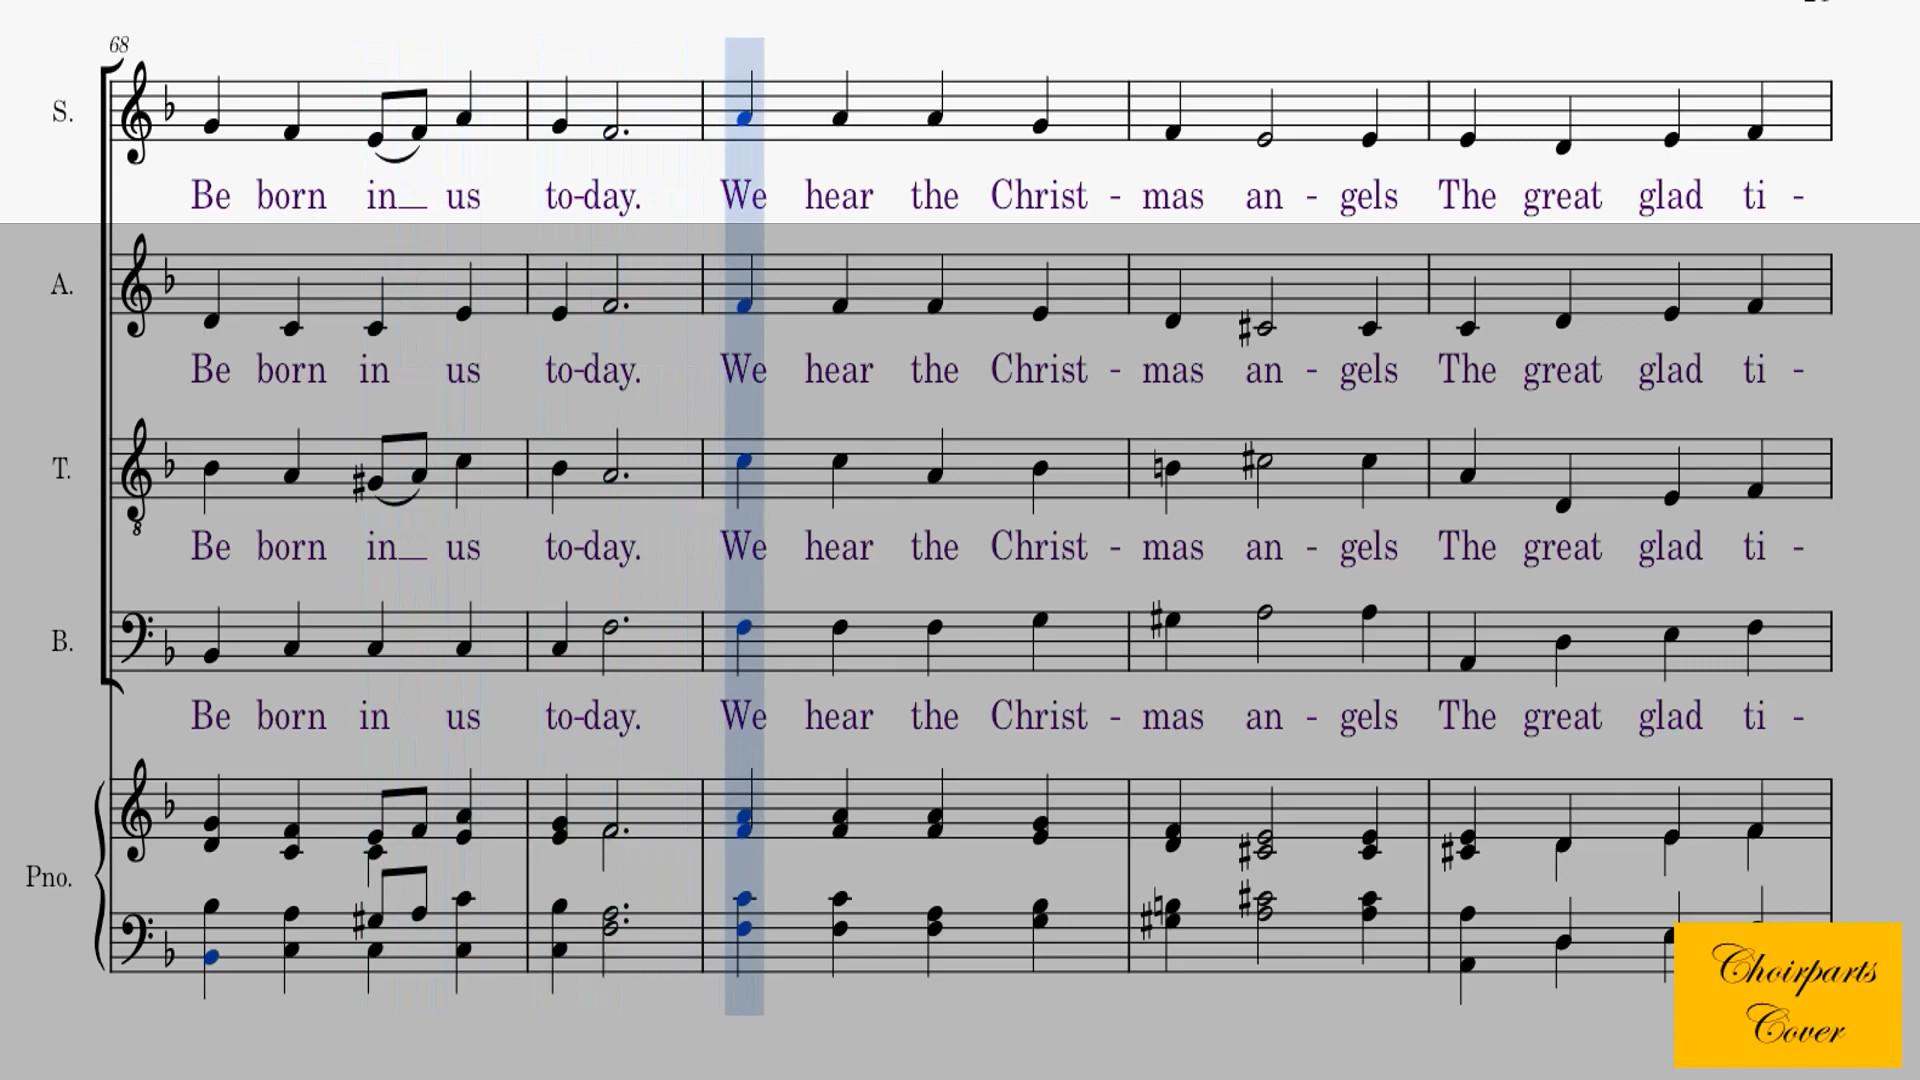 68
S.
Be born in us to-day. We hear the Christ - mas an - gels The great glad ti -
A.
Be born in us to-day. We hear the Christ - mas an - gels The great glad ti -
T.
8
Be born in us to-day. We hear the Christ - mas an - gels The great glad ti -
B.
Be born in us to-day. We hear the Christ - mas an - gels The great glad ti -
Pno.
Choirparts
Cover